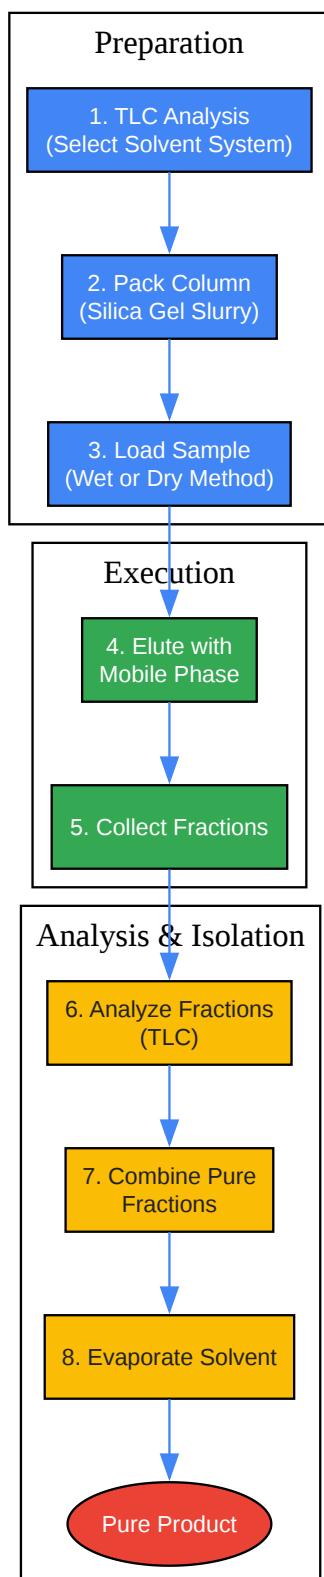 Preparation
1. TLC Analysis
(Select Solvent System)
2. Pack Column
(Silica Gel Slurry)
3. Load Sample
(Wet or Dry Method)
Execution
4. Elute with
Mobile Phase
5. Collect Fractions
Analysis & Isolation
6. Analyze Fractions
(TLC)
7. Combine Pure
Fractions
8. Evaporate Solvent
Pure Product